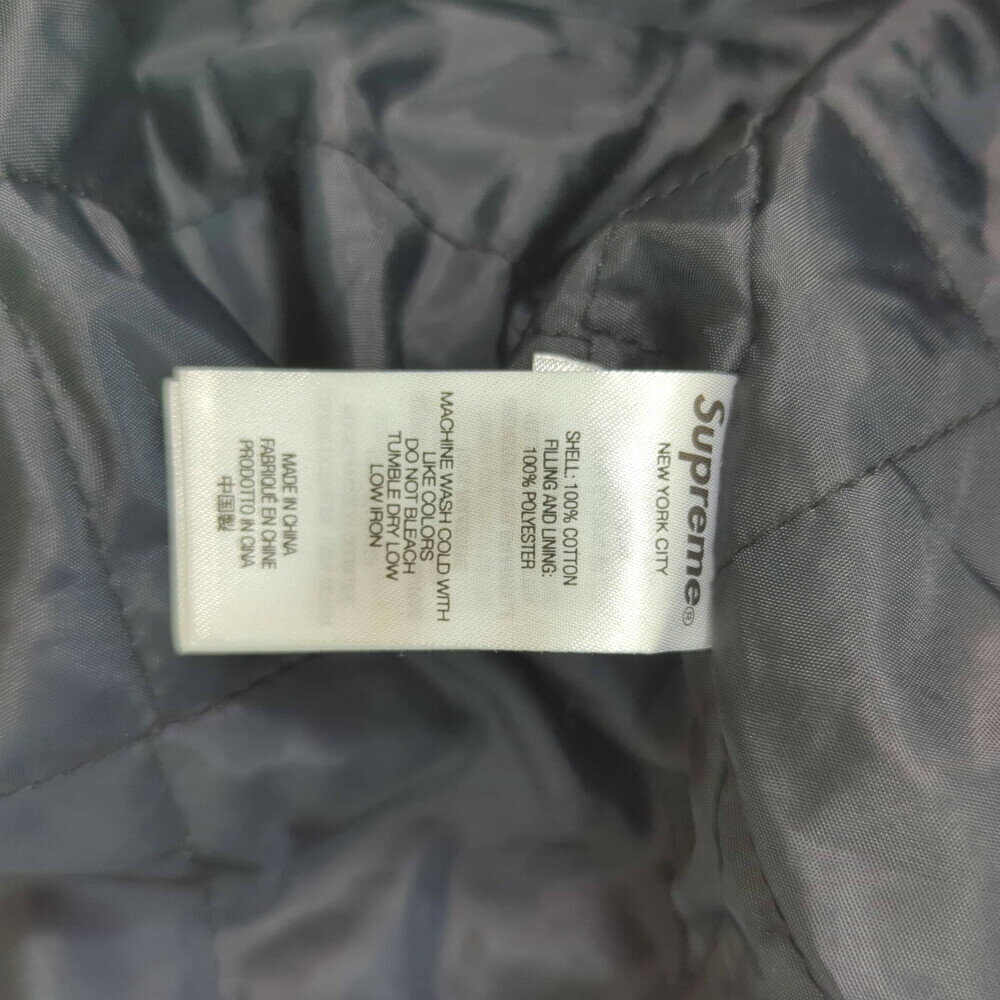 Supreme®
NEW YORK CITY
SHELL: 100% COTTON
FILLING AND LINING:
100% POLYESTER
MACHINE WASH COLD WITH
LIKE COLORS
DO NOT BLEACH
TUMBLE DRY LOW
LOW IRON
MADE IN CHINA
FABRIQUÉ EN CHINE
PRODOTTO IN CINA
中国製